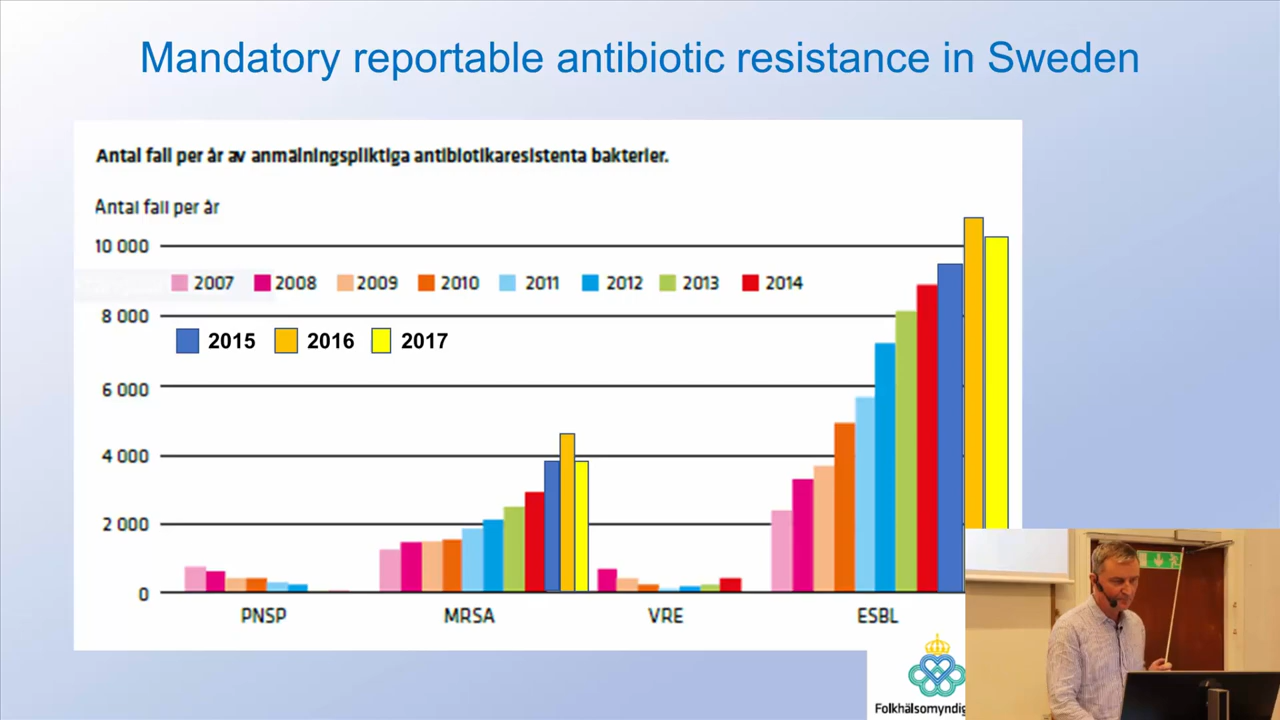 Mandatory reportable antibiotic resistance in Sweden
Antal fall per år av anmälningspliktiga antibiotikaresistenta bakterier.
Antal fall per år
10 000
2007 2008 2009 2010 2011 2012 2013 2014
8 000
2015 2016 2017
6 000
4 000
2 000
0
PNSP MRSA VRE ESBL
Folkhälsomyndig